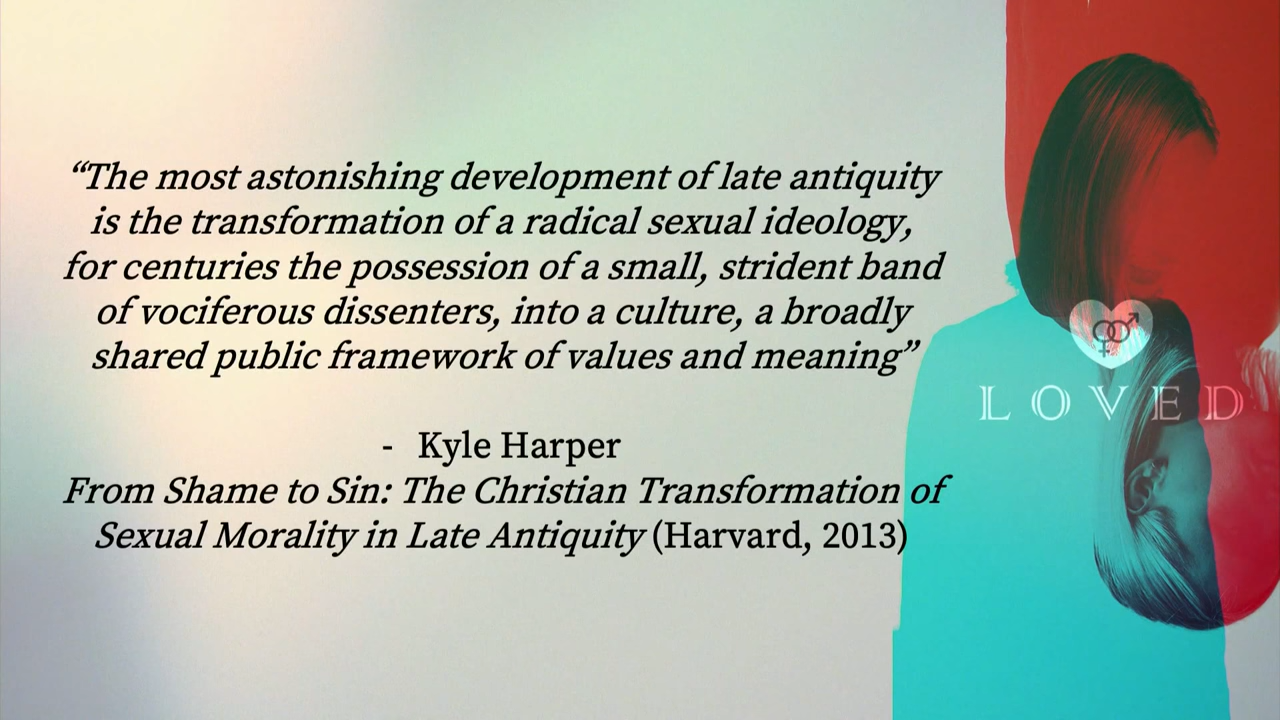 “The most astonishing development of late antiquity
is the transformation of a radical sexual ideology,
for centuries the possession of a small, strident band
of vociferous dissenters, into a culture, a broadly
shared public framework of values and meaning”
- Kyle Harper
From Shame to Sin: The Christian Transformation of
Sexual Morality in Late Antiquity (Harvard, 2013)
LOVED